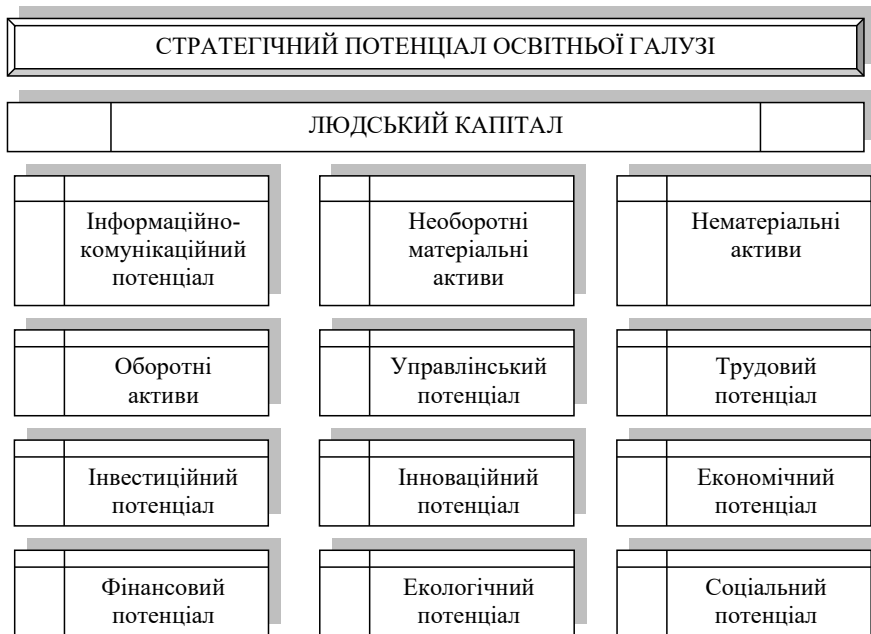 СТРАТЕГІЧНИЙ ПОТЕНЦІАЛ ОСВІТНЬОЇ ГАЛУЗІ
ЛЮДСЬКИЙ КАПІТАЛ
Інформаційно-
комунікаційний
потенціал
Необоротні
матеріальні
активи
Нематеріальні
активи
Оборотні
активи
Управлінський
потенціал
Трудовий
потенціал
Інвестиційний
потенціал
Інноваційний
потенціал
Економічний
потенціал
Фінансовий
потенціал
Екологічний
потенціал
Соціальний
потенціал